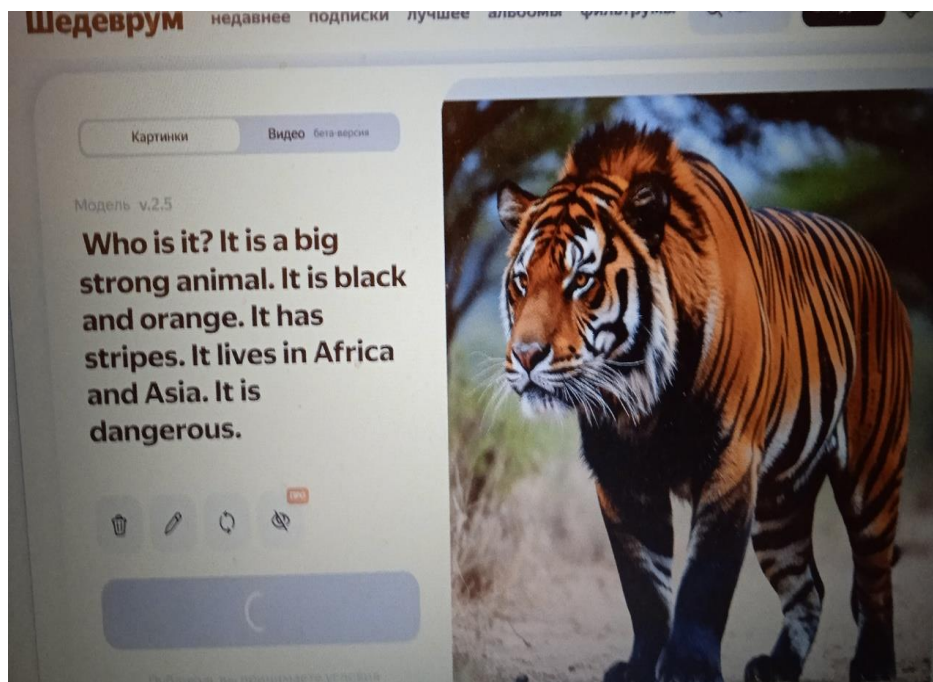 Шедеврум недавнее подписки лучшее альбомы фильтрумы
Картинки Видео бета-версия
Модель v.2.5
Who is it? It is a big
strong animal. It is black
and orange. It has
stripes. It lives in Africa
and Asia. It is
dangerous.